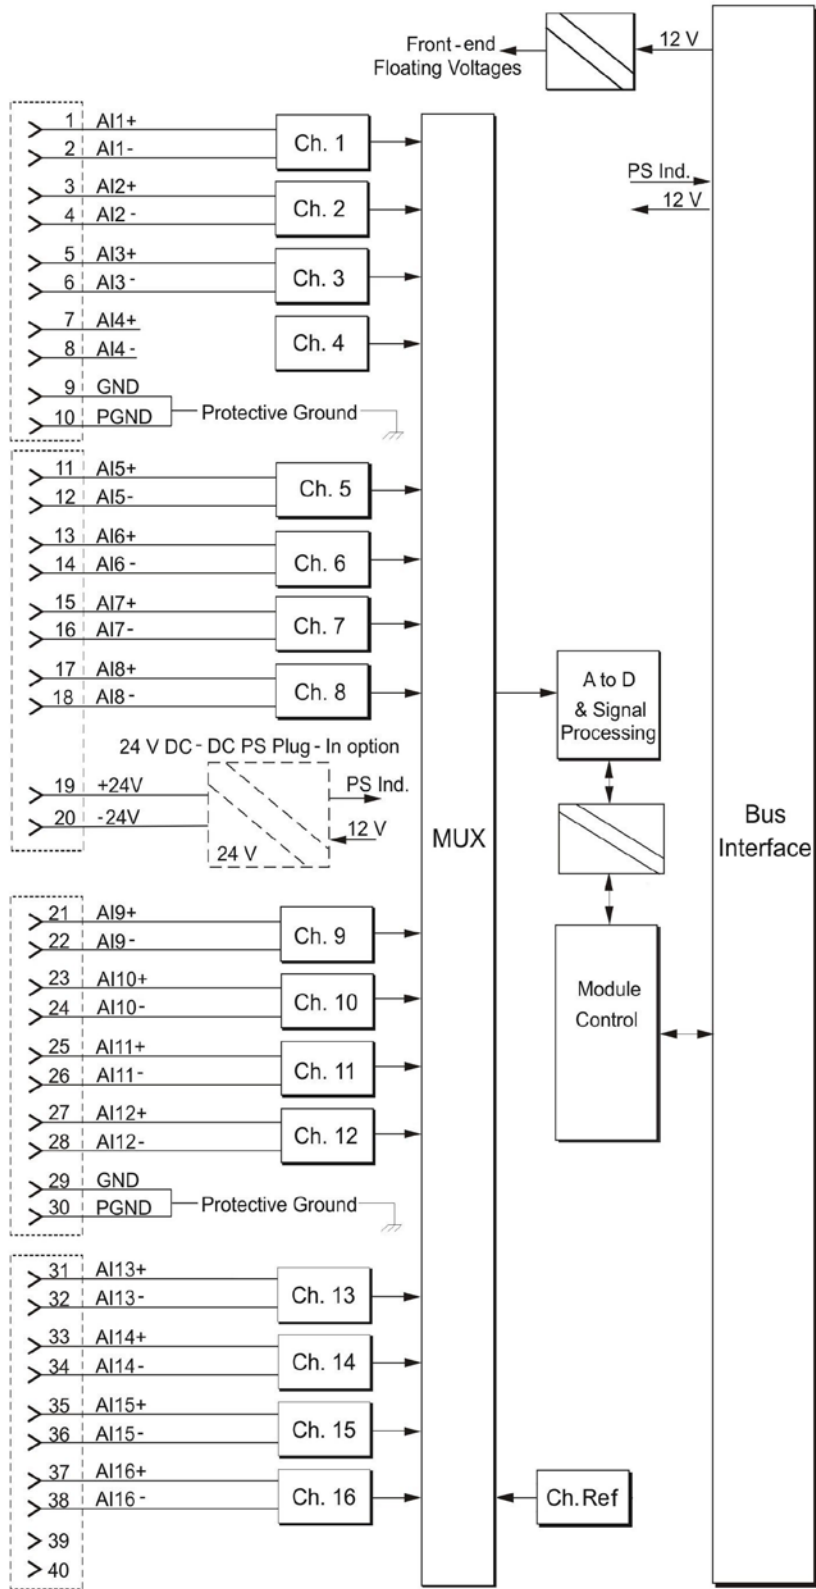 Front-end
Floating Voltages
12 V
PS Ind.
12 V
1 AI1+
2 AI1-
Ch. 1
3 AI2+
4 AI2-
Ch. 2
5 AI3+
6 AI3-
Ch. 3
7 AI4+
8 AI4-
Ch. 4
9 GND
10 PGND
Protective Ground
11 AI5+
12 AI5-
Ch. 5
13 AI6+
14 AI6-
Ch. 6
15 AI7+
16 AI7-
Ch. 7
17 AI8+
18 AI8-
Ch. 8
24 V DC-DC PS Plug-In option
19 +24V
20 -24V
24 V
PS Ind.
12 V
MUX
A to D
& Signal
Processing
Module
Control
Bus
Interface
21 AI9+
22 AI9-
Ch. 9
23 AI10+
24 AI10-
Ch. 10
25 AI11+
26 AI11-
Ch. 11
27 AI12+
28 AI12-
Ch. 12
29 GND
30 PGND
Protective Ground
31 AI13+
32 AI13-
Ch. 13
33 AI14+
34 AI14-
Ch. 14
35 AI15+
36 AI15-
Ch. 15
37 AI16+
38 AI16-
Ch. 16
Ch.Ref
39
40